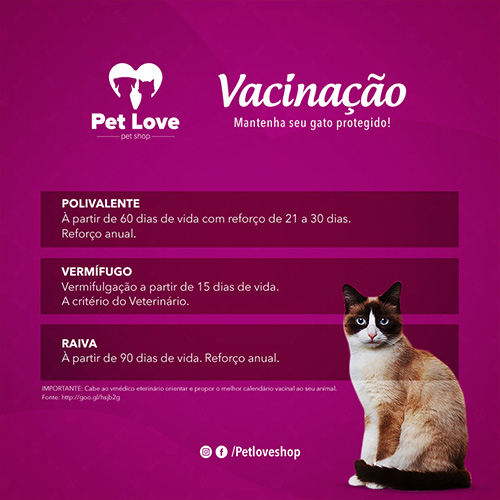 Pet Love
pet shop
Vacinação
Mantenha seu gato protegido!
POLIVALENTE
À partir de 60 dias de vida com reforço de 21 a 30 dias.
Reforço anual.
VERMÍFUGO
Vermifulgação a partir de 15 dias de vida.
A critério do Veterinário.
RAIVA
À partir de 90 dias de vida. Reforço anual.
IMPORTANTE: Cabe ao vmédico eterinário orientar e propor o melhor calendário vacinal ao seu animal.
Fonte: http://goo.gl/hsjb2g
/Petloveshop